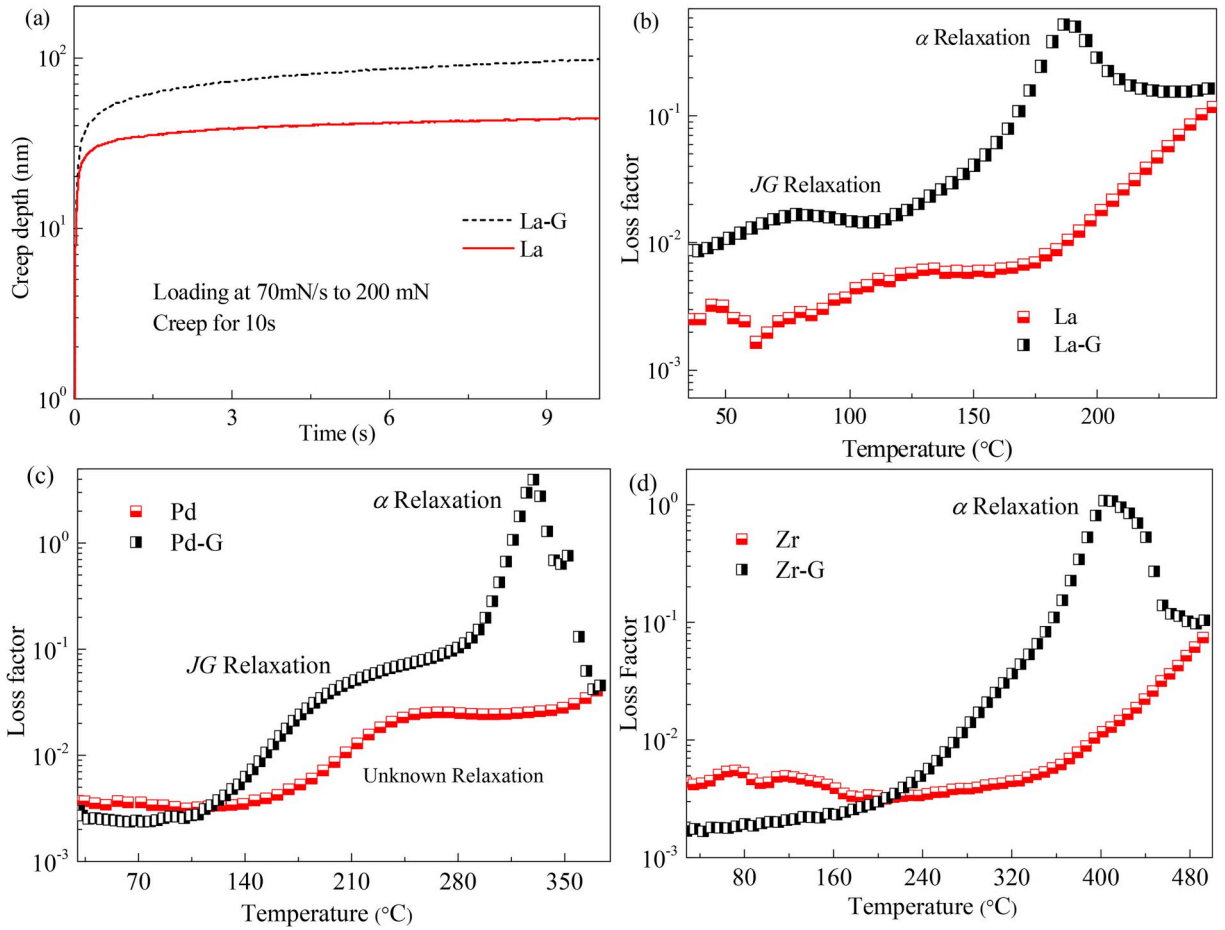 (a)
10²
10¹
10⁰
Creep depth (nm)
La-G
La
Loading at 70mN/s to 200 mN
Creep for 10s
0
3
6
9
Time (s)
(b)
α Relaxation
JG Relaxation
10⁻¹
10⁻²
10⁻³
Loss factor
La
La-G
50
100
150
200
Temperature (°C)
(c)
Pd
Pd-G
α Relaxation
JG Relaxation
Unknown Relaxation
10⁰
10⁻¹
10⁻²
10⁻³
Loss factor
70
140
210
280
350
Temperature (°C)
(d)
α Relaxation
Zr
Zr-G
10⁰
10⁻¹
10⁻²
10⁻³
Loss Factor
80
160
240
320
400
480
Temperature (°C)